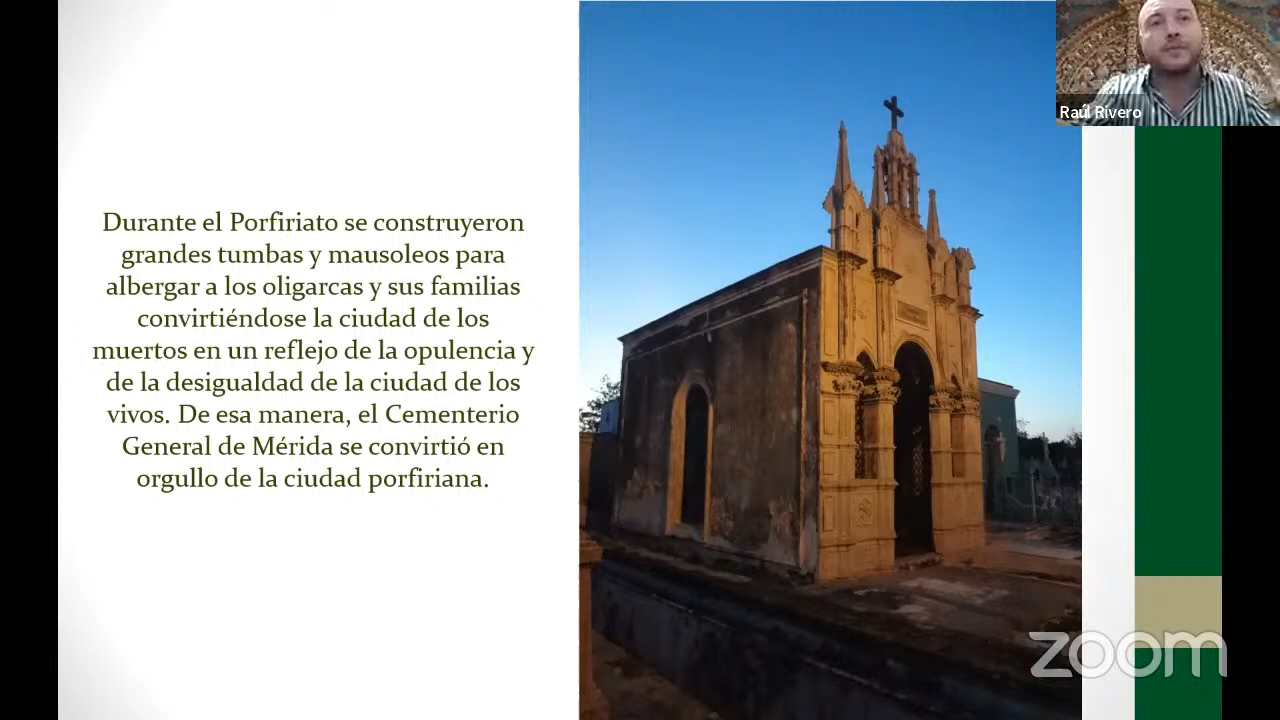 Durante el Porfiriato se construyeron
grandes tumbas y mausoleos para
albergar a los oligarcas y sus familias
convirtiéndose la ciudad de los
muertos en un reflejo de la opulencia y
de la desigualdad de la ciudad de los
vivos. De esa manera, el Cementerio
General de Mérida se convirtió en
orgullo de la ciudad porfiriana.
Raúl Rivero
zoom